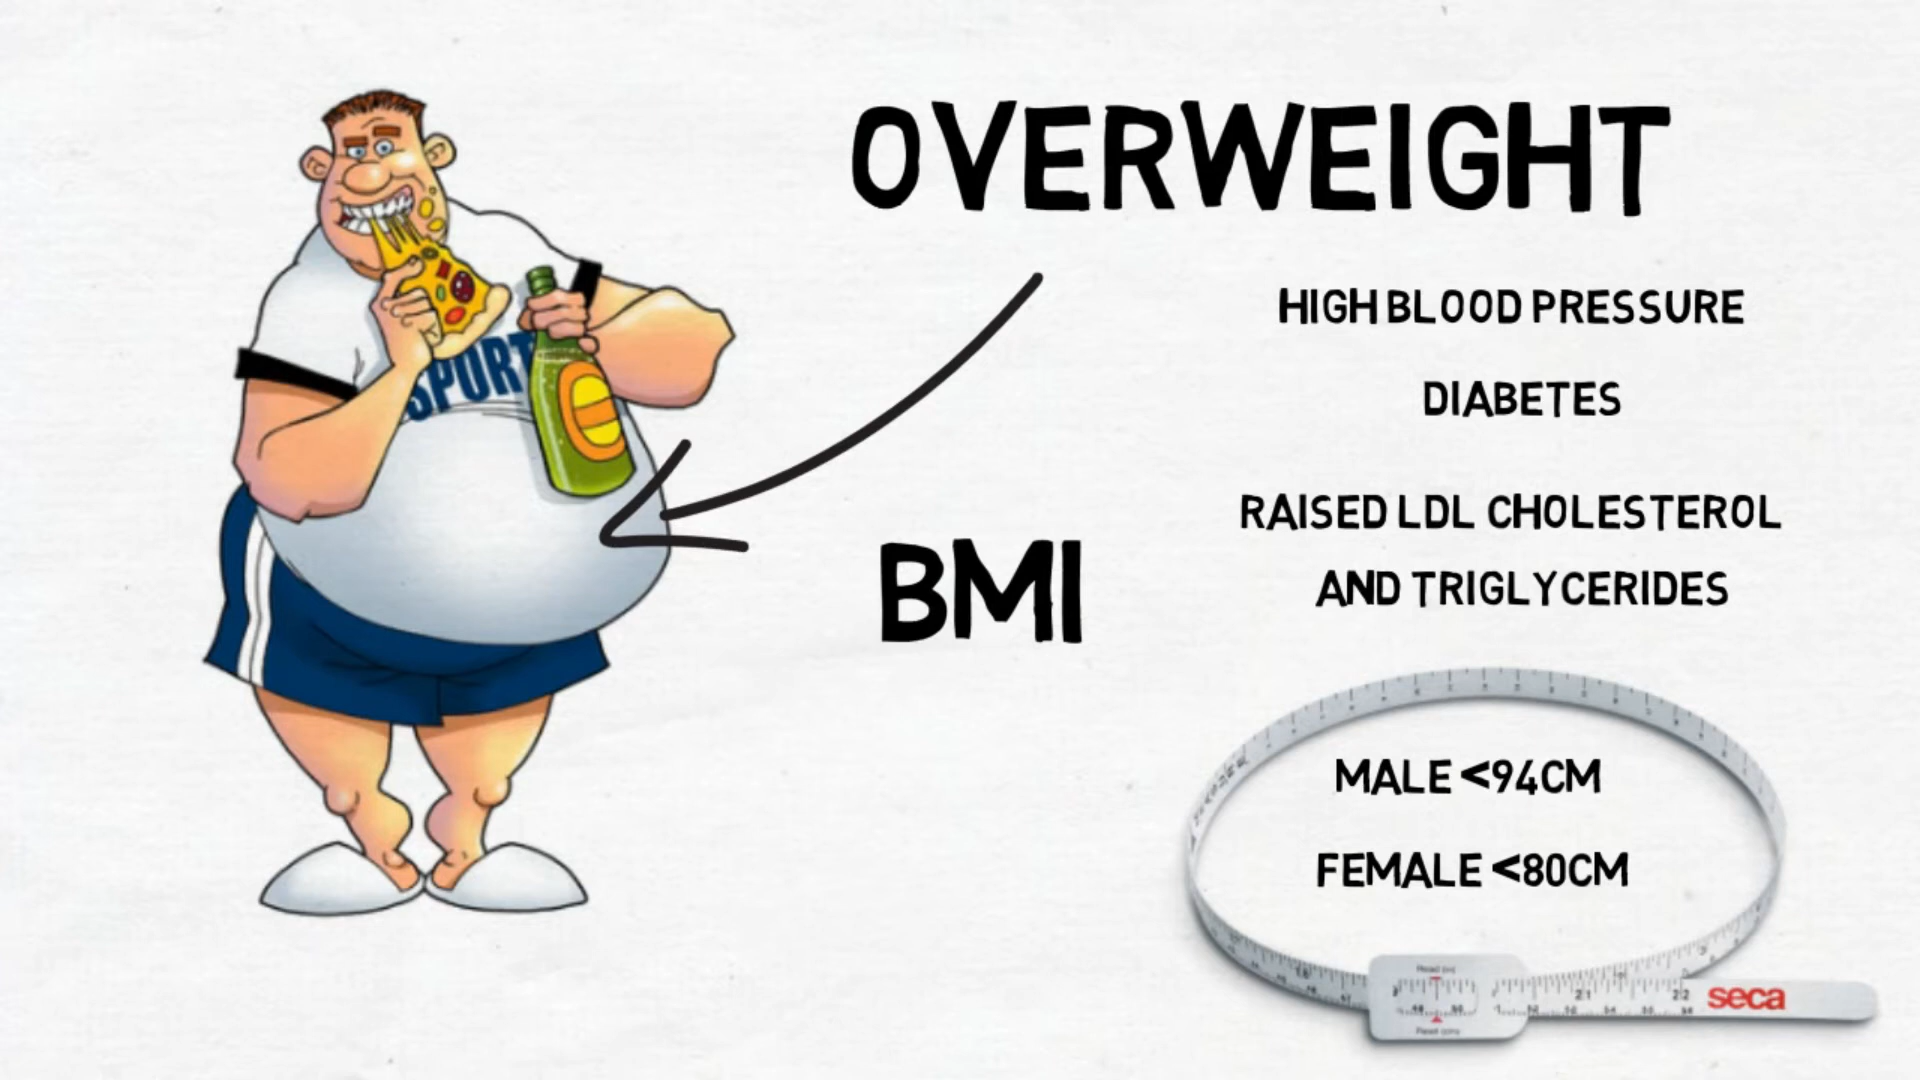 OVERWEIGHT
HIGH BLOOD PRESSURE
DIABETES
SPORT
RAISED LDL CHOLESTEROL
BMI
AND TRIGLYCERIDES
MALE <94CM
FEMALE <80CM
seca